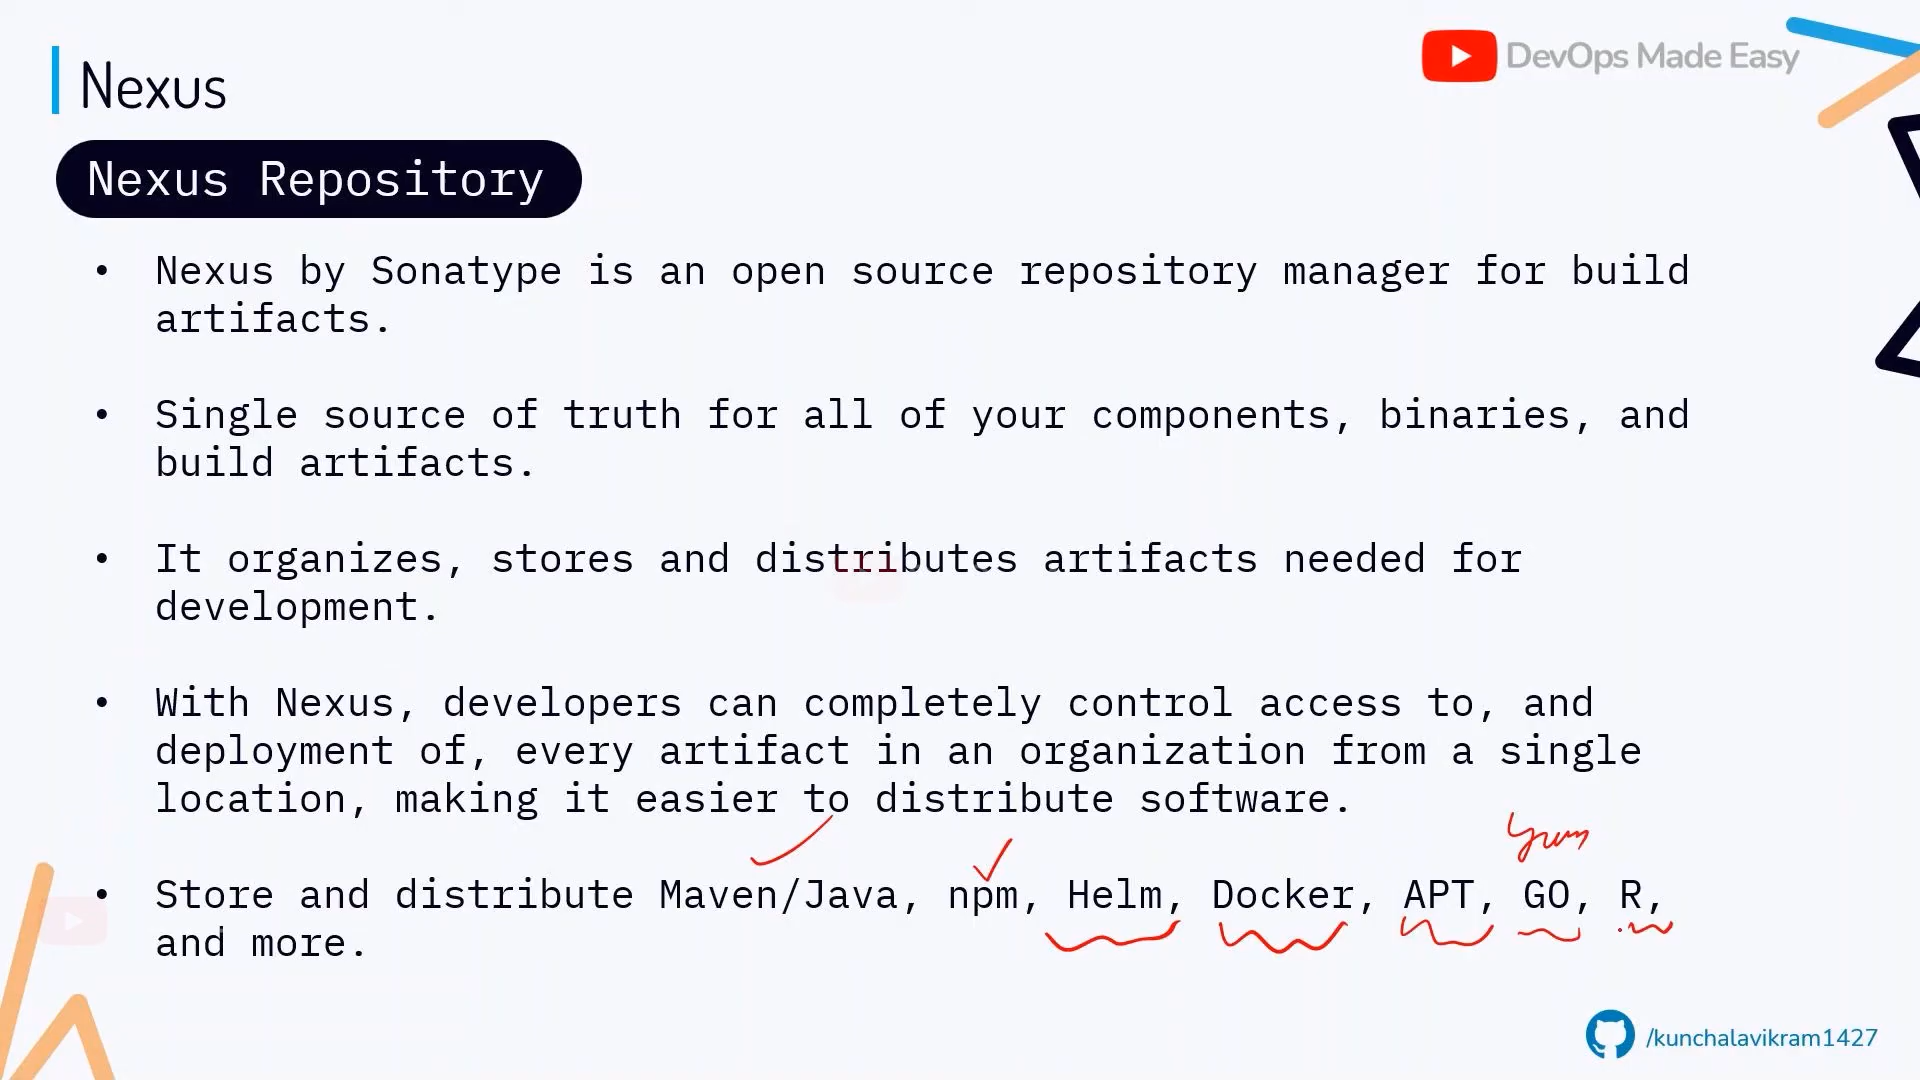 Nexus
DevOps Made Easy
Nexus Repository
• Nexus by Sonatype is an open source repository manager for build
artifacts.
• Single source of truth for all of your components, binaries, and
build artifacts.
• It organizes, stores and distributes artifacts needed for
development.
• With Nexus, developers can completely control access to, and
deployment of, every artifact in an organization from a single
location, making it easier to distribute software.
yum
• Store and distribute Maven/Java, npm, Helm, Docker, APT, GO, R,
and more.
/kunchalavikram1427